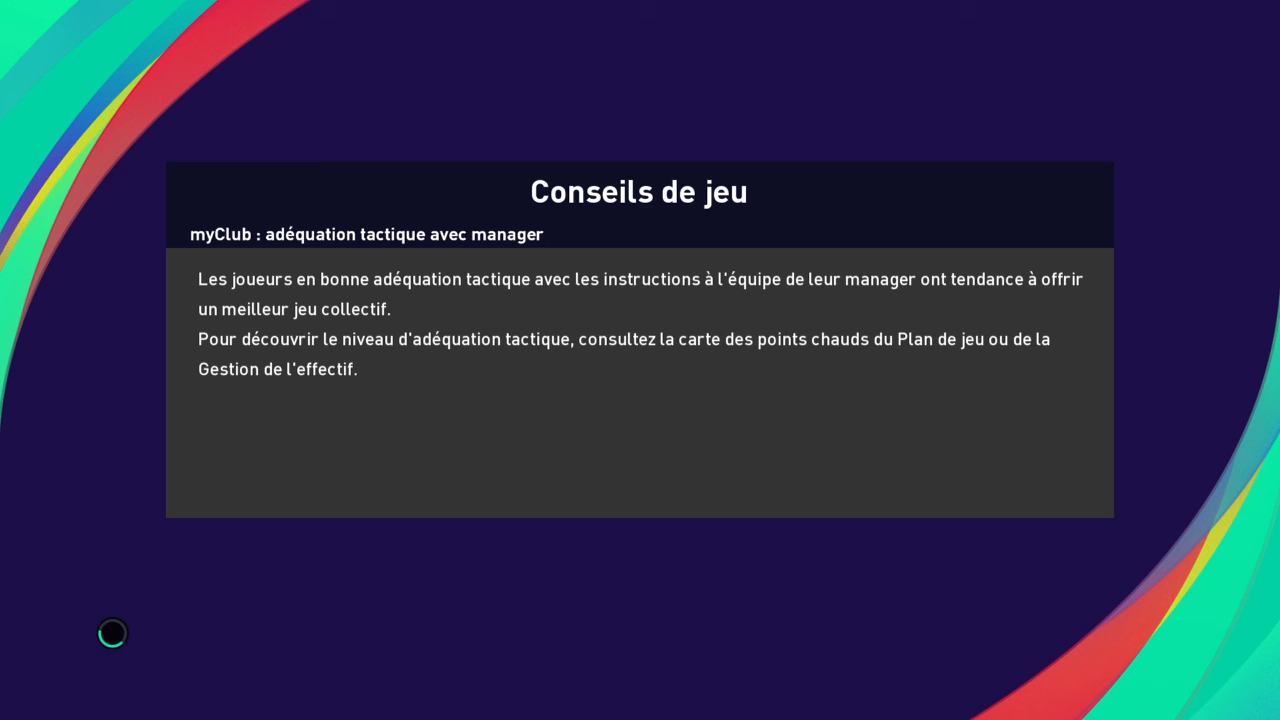 Conseils de jeu
myClub : adéquation tactique avec manager
Les joueurs en bonne adéquation tactique avec les instructions à l'équipe de leur manager ont tendance à offrir
un meilleur jeu collectif.
Pour découvrir le niveau d'adéquation tactique, consultez la carte des points chauds du Plan de jeu ou de la
Gestion de l'effectif.